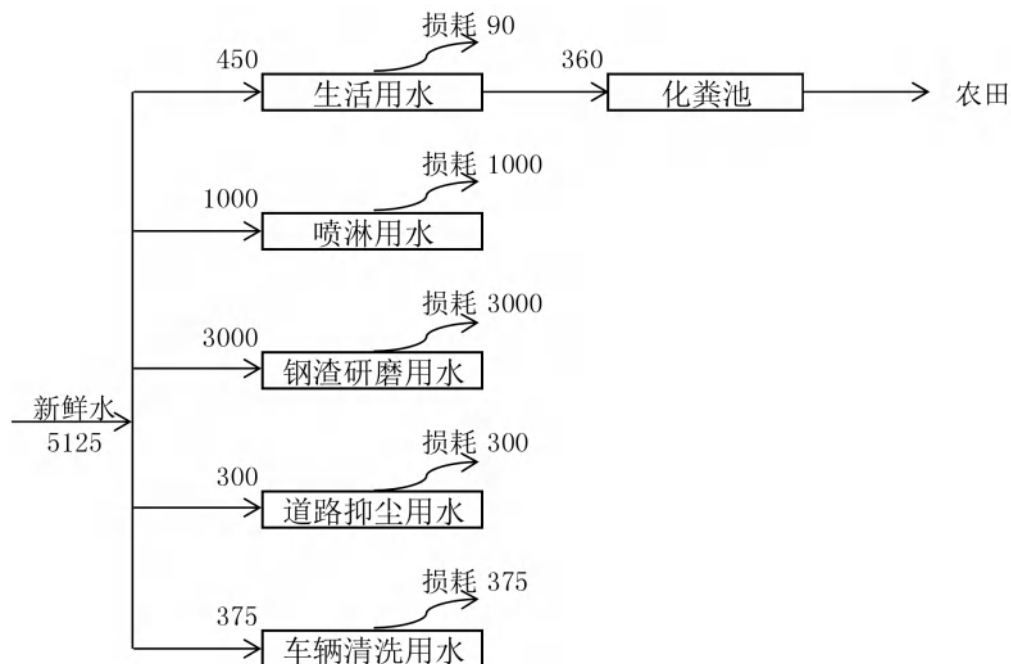 损耗 90
450
360
生活用水
化粪池
农田
损耗 1000
1000
喷淋用水
损耗 3000
3000
钢渣研磨用水
新鲜水
5125
损耗 300
300
道路抑尘用水
损耗 375
375
车辆清洗用水